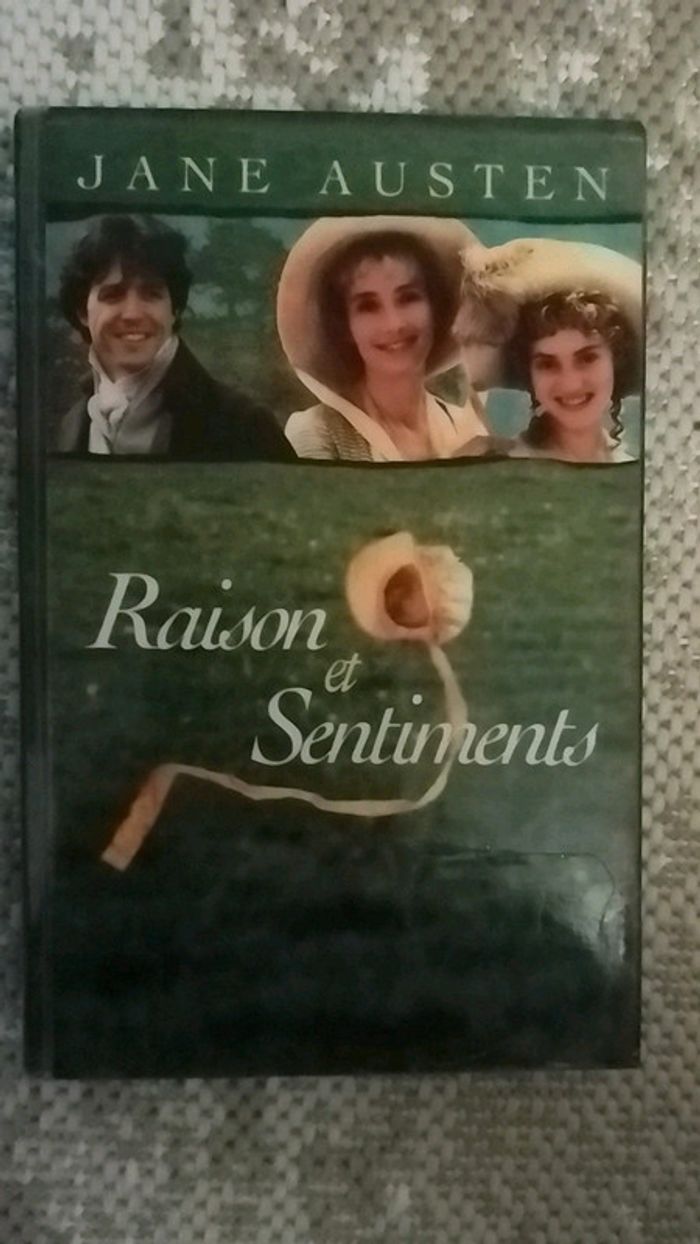 JANE AUSTEN
Raison
et
Sentiments